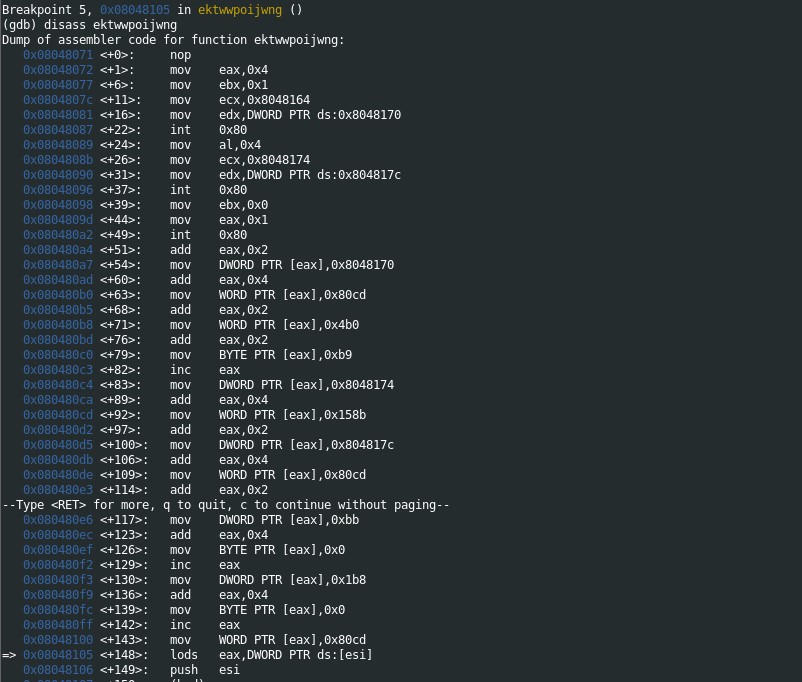 Breakpoint 5, 0x08048105 in ektwwpoijwng ()
(gdb) disass ektwwpoijwng
Dump of assembler code for function ektwwpoijwng:
0x08048071 <+0>: nop
0x08048072 <+1>: mov eax,0x4
0x08048077 <+6>: mov ebx,0x1
0x0804807c <+11>: mov ecx,0x8048164
0x08048081 <+16>: mov edx,DWORD PTR ds:0x8048170
0x08048087 <+22>: int 0x80
0x08048089 <+24>: mov al,0x4
0x0804808b <+26>: mov ecx,0x8048174
0x08048090 <+31>: mov edx,DWORD PTR ds:0x804817c
0x08048096 <+37>: int 0x80
0x08048098 <+39>: mov ebx,0x0
0x0804809d <+44>: mov eax,0x1
0x080480a2 <+49>: int 0x80
0x080480a4 <+51>: add eax,0x2
0x080480a7 <+54>: mov DWORD PTR [eax],0x8048170
0x080480ad <+60>: add eax,0x4
0x080480b0 <+63>: mov WORD PTR [eax],0x80cd
0x080480b5 <+68>: add eax,0x2
0x080480b8 <+71>: mov WORD PTR [eax],0x4b0
0x080480bd <+76>: add eax,0x2
0x080480c0 <+79>: mov BYTE PTR [eax],0xb9
0x080480c3 <+82>: inc eax
0x080480c4 <+83>: mov DWORD PTR [eax],0x8048174
0x080480ca <+89>: add eax,0x4
0x080480cd <+92>: mov WORD PTR [eax],0x158b
0x080480d2 <+97>: add eax,0x2
0x080480d5 <+100>: mov DWORD PTR [eax],0x804817c
0x080480db <+106>: add eax,0x4
0x080480de <+109>: mov WORD PTR [eax],0x80cd
0x080480e3 <+114>: add eax,0x2
--Type <RET> for more, q to quit, c to continue without paging--
0x080480e6 <+117>: mov DWORD PTR [eax],0xbb
0x080480ec <+123>: add eax,0x4
0x080480ef <+126>: mov BYTE PTR [eax],0x0
0x080480f2 <+129>: inc eax
0x080480f3 <+130>: mov DWORD PTR [eax],0x1b8
0x080480f9 <+136>: add eax,0x4
0x080480fc <+139>: mov BYTE PTR [eax],0x0
0x080480ff <+142>: inc eax
0x08048100 <+143>: mov WORD PTR [eax],0x80cd
=> 0x08048105 <+148>: lods eax,DWORD PTR ds:[esi]
0x08048106 <+149>: push esi